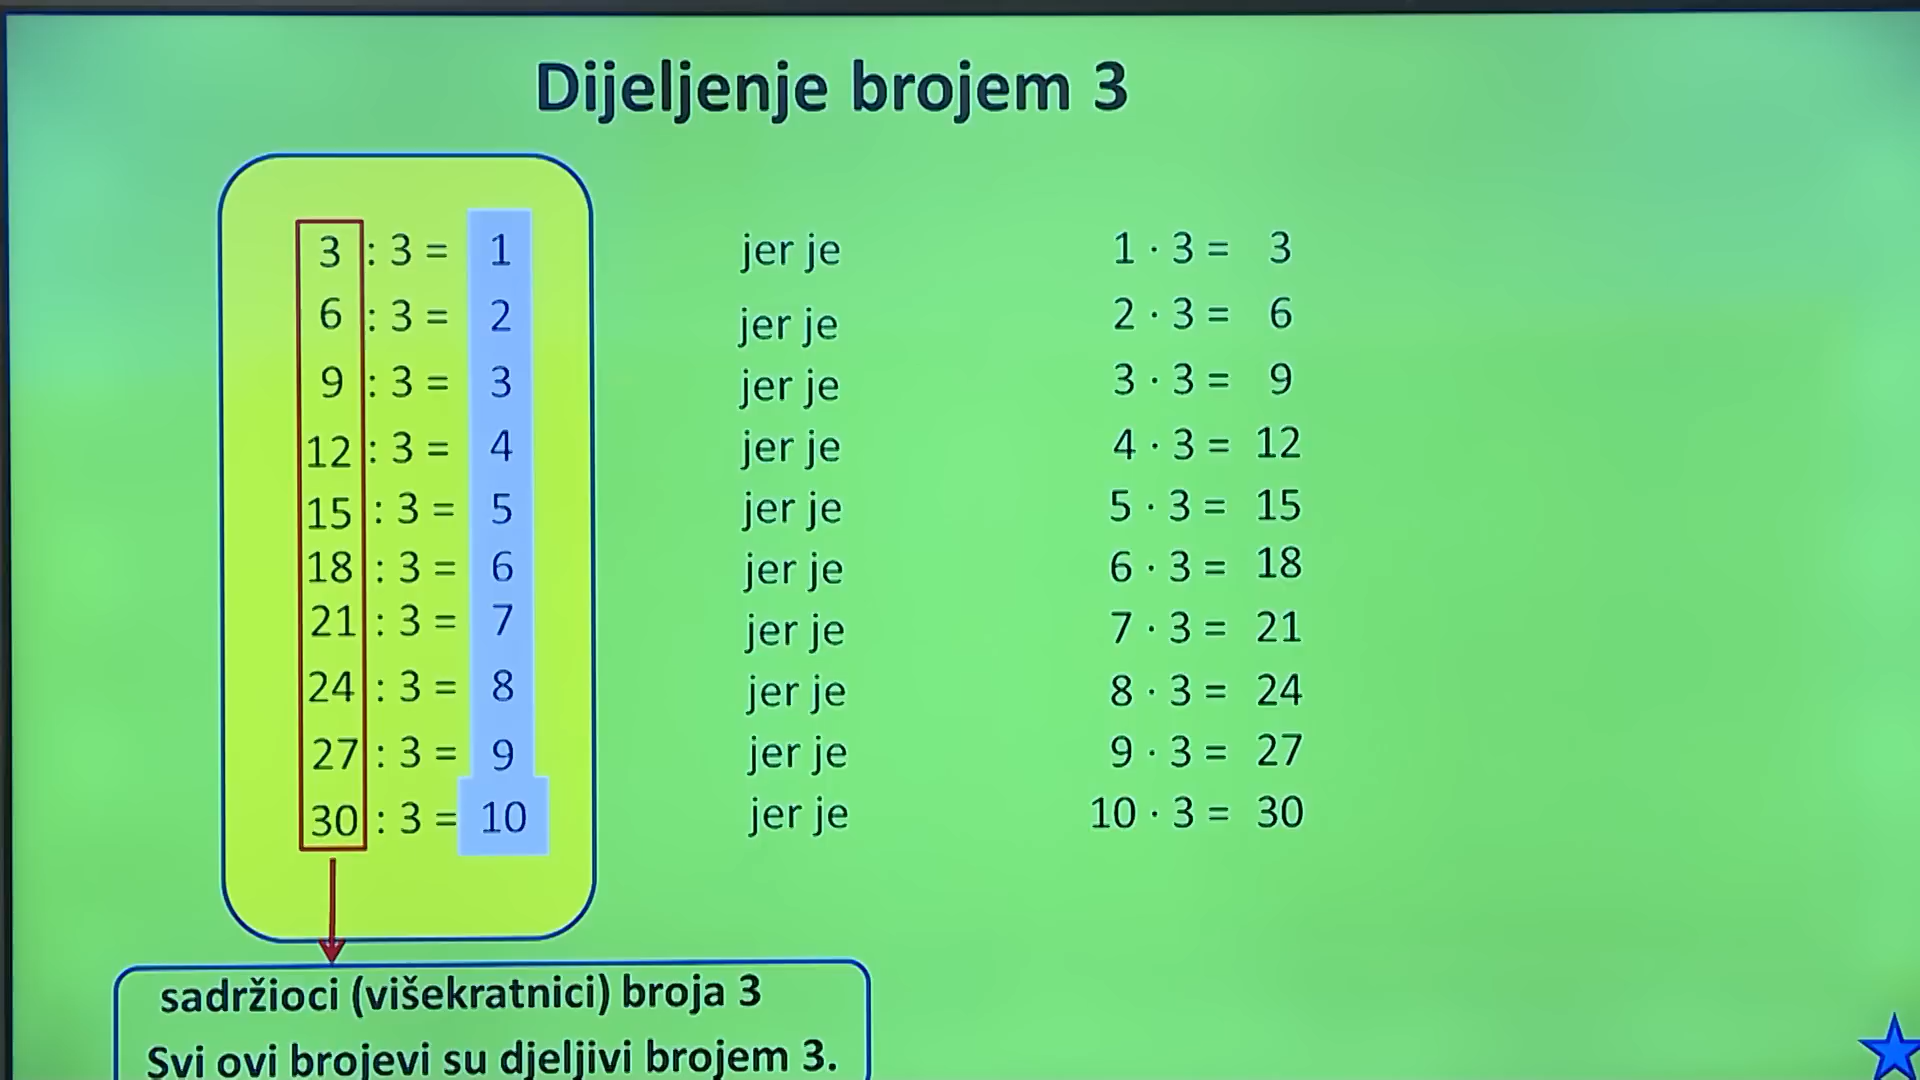 Dijeljenje brojem 3
3 : 3 = 1 jer je 1 · 3 = 3
6 : 3 = 2 jer je 2 · 3 = 6
9 : 3 = 3 jer je 3 · 3 = 9
12 : 3 = 4 jer je 4 · 3 = 12
15 : 3 = 5 jer je 5 · 3 = 15
18 : 3 = 6 jer je 6 · 3 = 18
21 : 3 = 7 jer je 7 · 3 = 21
24 : 3 = 8 jer je 8 · 3 = 24
27 : 3 = 9 jer je 9 · 3 = 27
30 : 3 = 10 jer je 10 · 3 = 30
sadržioci (višekratnici) broja 3
Svi ovi brojevi su djeljivi brojem 3.